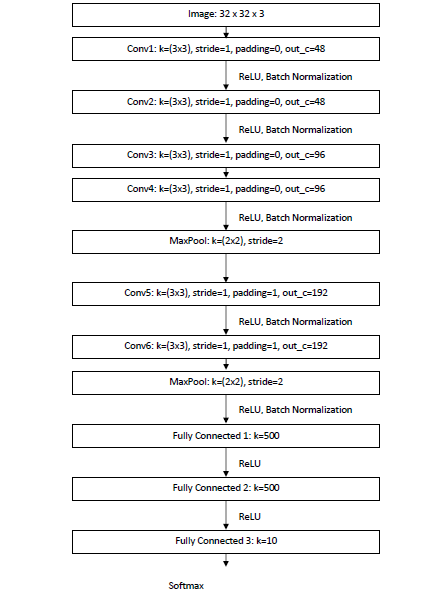 Image: 32 x 32 x 3
Conv1: k=(3x3), stride=1, padding=0, out_c=48
ReLU, Batch Normalization
Conv2: k=(3x3), stride=1, padding=0, out_c=48
ReLU, Batch Normalization
Conv3: k=(3x3), stride=1, padding=0, out_c=96
Conv4: k=(3x3), stride=1, padding=0, out_c=96
ReLU, Batch Normalization
MaxPool: k=(2x2), stride=2
Conv5: k=(3x3), stride=1, padding=1, out_c=192
ReLU, Batch Normalization
Conv6: k=(3x3), stride=1, padding=1, out_c=192
MaxPool: k=(2x2), stride=2
ReLU, Batch Normalization
Fully Connected 1: k=500
ReLU
Fully Connected 2: k=500
ReLU
Fully Connected 3: k=10
Softmax